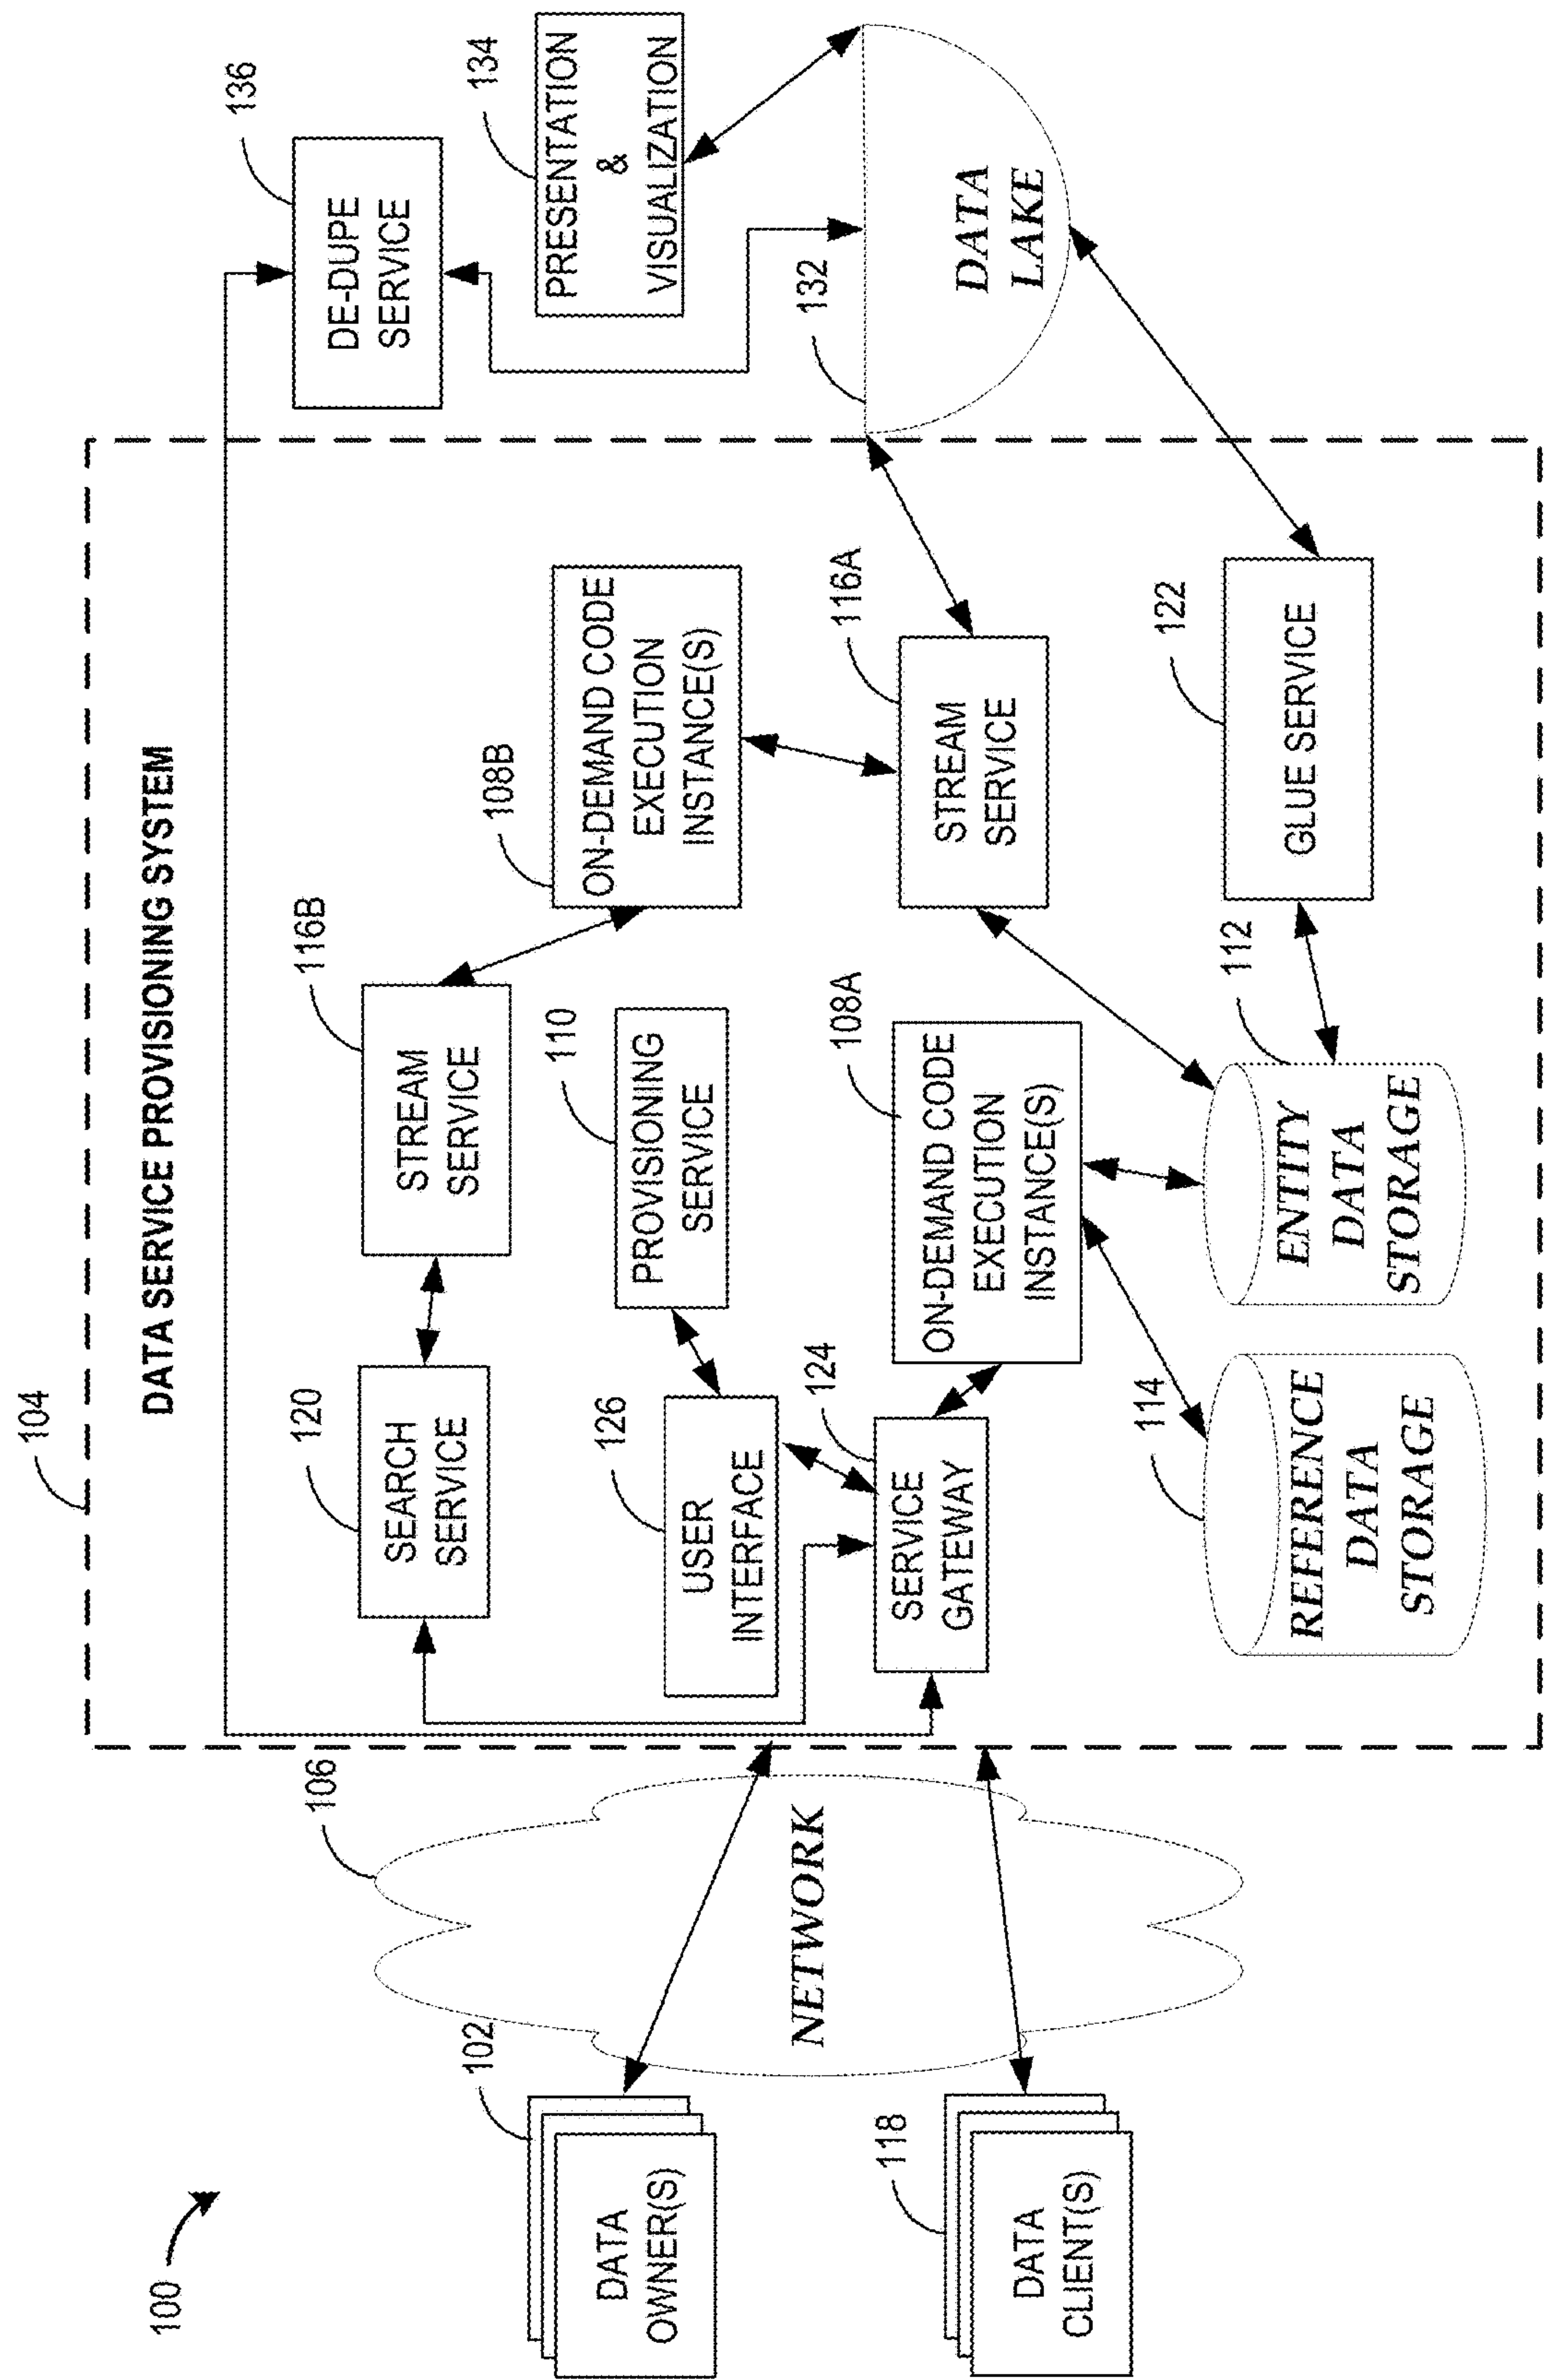 100
104
DATA SERVICE PROVISIONING SYSTEM
136
DE-DUPE
SERVICE
134
PRESENTATION
&
VISUALIZATION
106
NETWORK
102
DATA
OWNER(S)
118
DATA
CLIENT(S)
120
SEARCH
SERVICE
116B
STREAM
SERVICE
126
USER
INTERFACE
110
PROVISIONING
SERVICE
108B
ON-DEMAND CODE
EXECUTION
INSTANCE(S)
124
SERVICE
GATEWAY
108A
ON-DEMAND CODE
EXECUTION
INSTANCE(S)
116A
STREAM
SERVICE
132
DATA
LAKE
114
REFERENCE
DATA
STORAGE
112
ENTITY
DATA
STORAGE
122
GLUE SERVICE